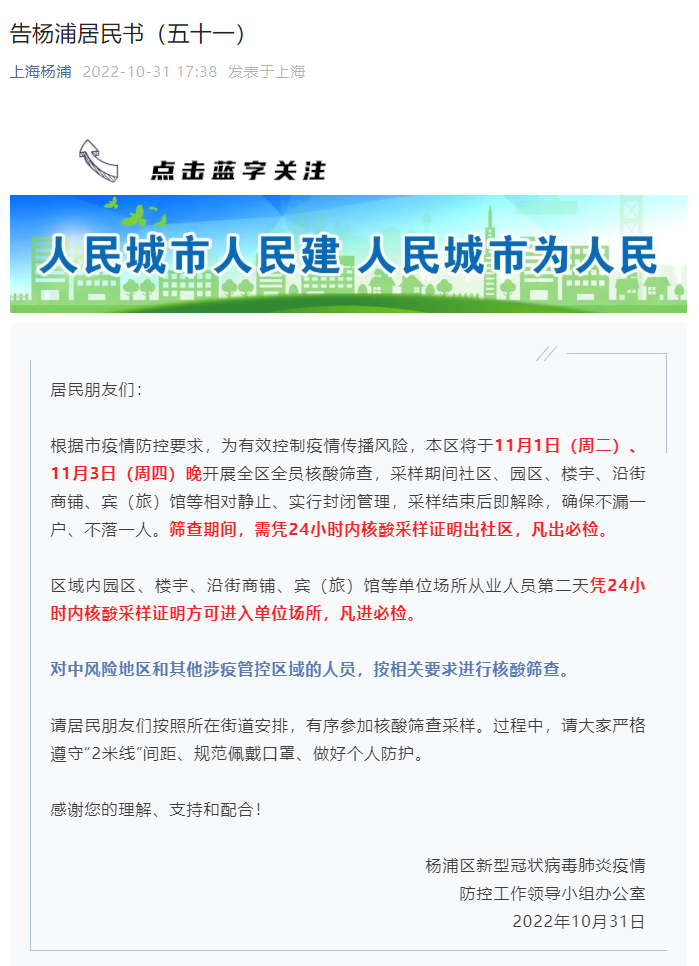 告杨浦居民书（五十一）
上海杨浦 2022-10-31 17:38 发表于上海
点击蓝字关注
人民城市人民建 人民城市为人民
居民朋友们：
根据市疫情防控要求，为有效控制疫情传播风险，本区将于11月1日（周二）、
11月3日（周四）晚开展全区全员核酸筛查，采样期间社区、园区、楼宇、沿街
商铺、宾（旅）馆等相对静止、实行封闭管理，采样结束后即解除，确保不漏一
户、不落一人。筛查期间，需凭24小时内核酸采样证明出社区，凡出必检。
区域内园区、楼宇、沿街商铺、宾（旅）馆等单位场所从业人员第二天凭24小
时内核酸采样证明方可进入单位场所，凡进必检。
对中风险地区和其他涉疫管控区域的人员，按相关要求进行核酸筛查。
请居民朋友们按照所在街道安排，有序参加核酸筛查采样。过程中，请大家严格
遵守“2米线”间距、规范佩戴口罩、做好个人防护。
感谢您的理解、支持和配合！
杨浦区新型冠状病毒肺炎疫情
防控工作领导小组办公室
2022年10月31日